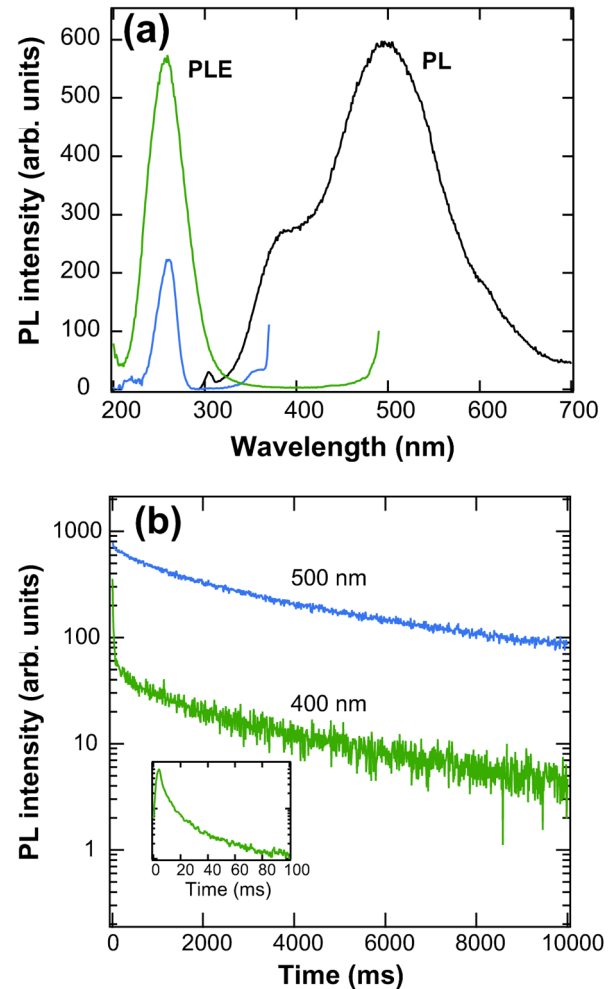 (a)
PLE
PL
PL intensity (arb. units)
600
500
400
300
200
100
0
200 300 400 500 600 700
Wavelength (nm)
(b)
500 nm
400 nm
PL intensity (arb. units)
1000
100
10
1
0 20 40 60 80 100
Time (ms)
0 2000 4000 6000 8000 10000
Time (ms)